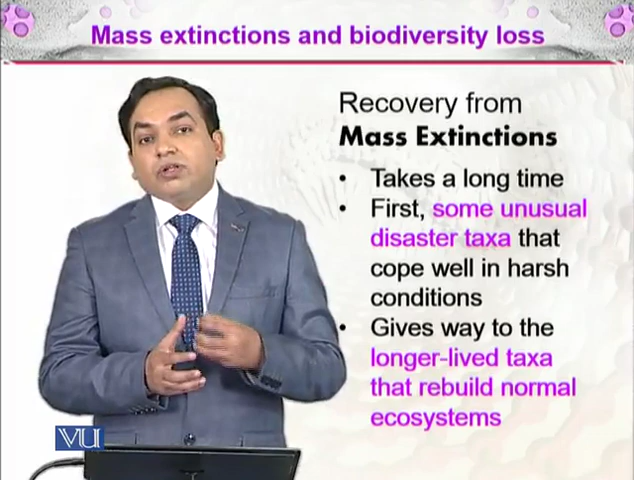 Mass extinctions and biodiversity loss
Recovery from
Mass Extinctions
• Takes a long time
• First, some unusual
disaster taxa that
cope well in harsh
conditions
• Gives way to the
longer-lived taxa
that rebuild normal
ecosystems
VU